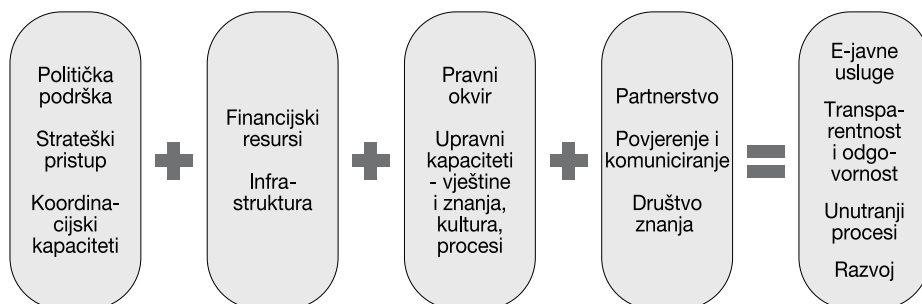 Politička
podrška
Strateški
pristup
Koordina-
cijski
kapaciteti
Financijski
resursi
Infra-
struktura
Pravni
okvir
Upravni
kapaciteti
- vještine
i znanja,
kultura,
procesi
Partnerstvo
Povjerenje i
komuniciranje
Društvo
znanja
E-javne
usluge
Transpa-
rentnost
i odgo-
vornost
Unutranji
procesi
Razvoj